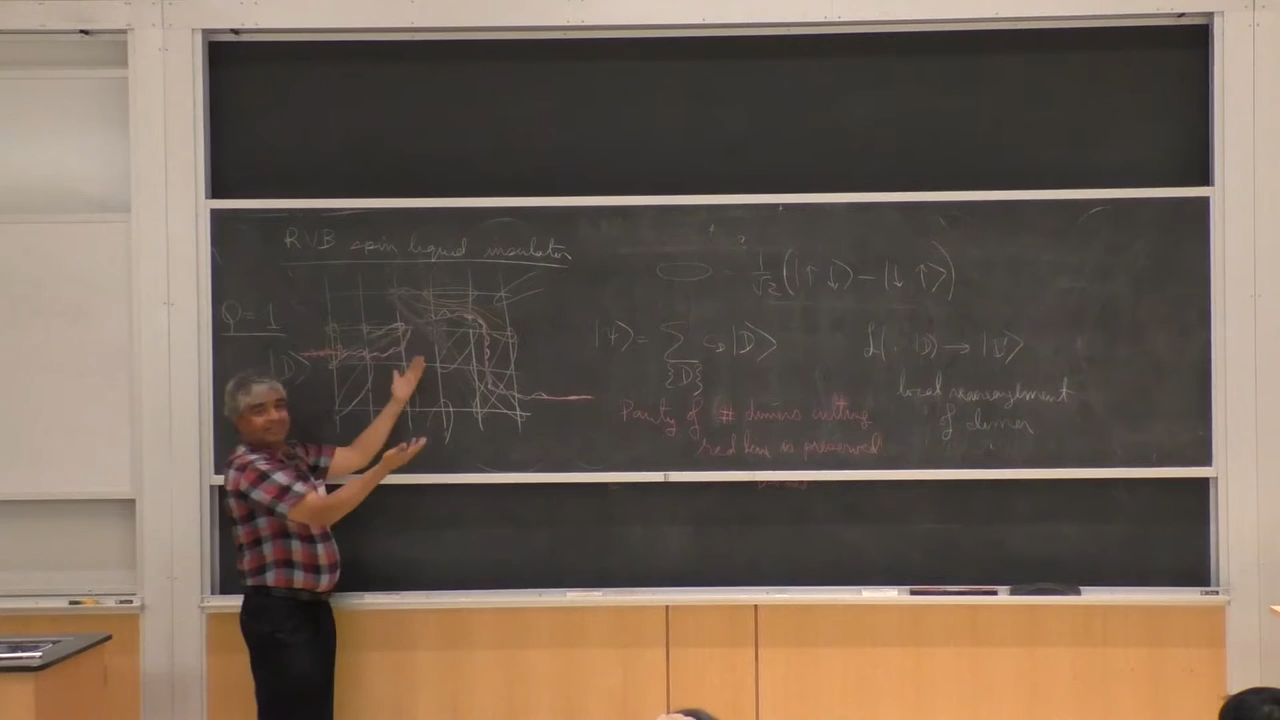 RVB spin liquid insulator
= 1/√2 (|↑↓⟩ − |↓↑⟩)
Q = 1
|D⟩
|Ψ⟩ = ∑_{D} c_D |D⟩
|D⟩ →
local rearrangement
of dimer
Parity of # dimers cutting
red line is preserved